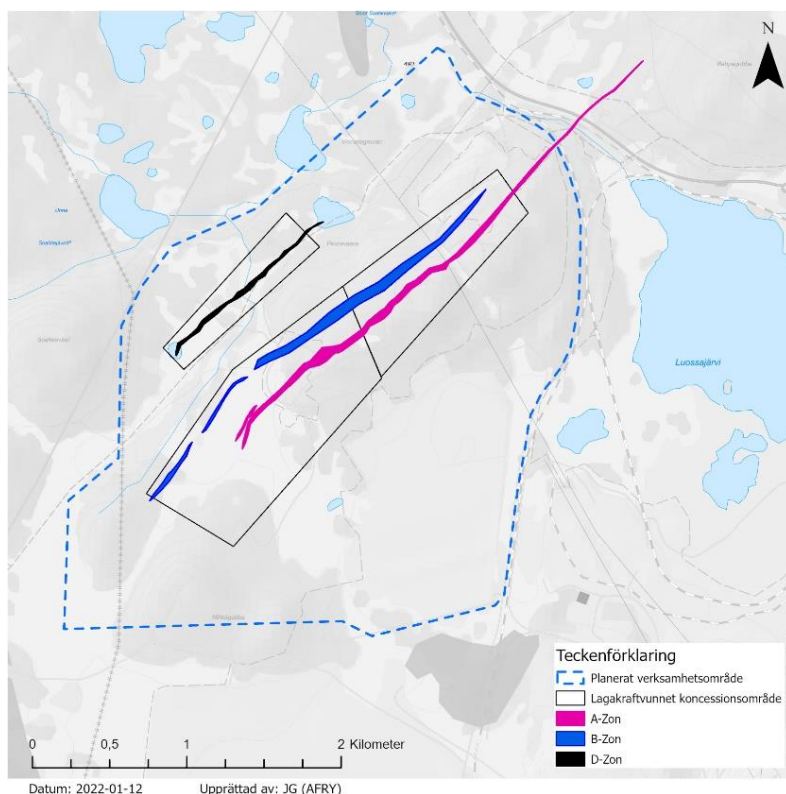 N
Luossajärvi
Teckenförklaring
Planerat verksamhetsområde
Lagakraftvunnet koncessionsområde
A-Zon
B-Zon
D-Zon
0 0,5 1 2 Kilometer
Datum: 2022-01-12 Upprättad av: JG (AFRY)